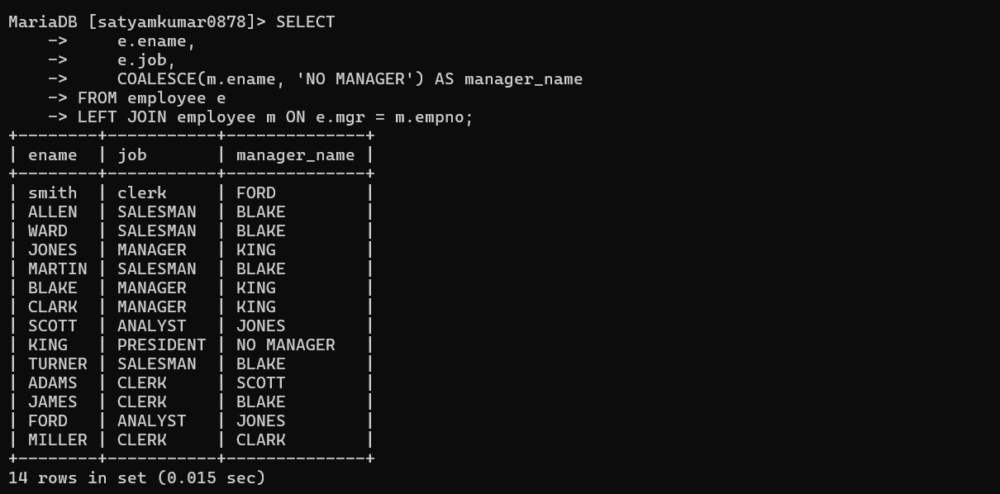 MariaDB [satyamkumar0878]> SELECT
    ->     e.ename,
    ->     e.job,
    ->     COALESCE(m.ename, 'NO MANAGER') AS manager_name
    -> FROM employee e
    -> LEFT JOIN employee m ON e.mgr = m.empno;
+--------+-----------+--------------+
| ename  | job       | manager_name |
+--------+-----------+--------------+
| smith  | clerk     | FORD         |
| ALLEN  | SALESMAN  | BLAKE        |
| WARD   | SALESMAN  | BLAKE        |
| JONES  | MANAGER   | KING         |
| MARTIN | SALESMAN  | BLAKE        |
| BLAKE  | MANAGER   | KING         |
| CLARK  | MANAGER   | KING         |
| SCOTT  | ANALYST   | JONES        |
| KING   | PRESIDENT | NO MANAGER   |
| TURNER | SALESMAN  | BLAKE        |
| ADAMS  | CLERK     | SCOTT        |
| JAMES  | CLERK     | BLAKE        |
| FORD   | ANALYST   | JONES        |
| MILLER | CLERK     | CLARK        |
+--------+-----------+--------------+
14 rows in set (0.015 sec)